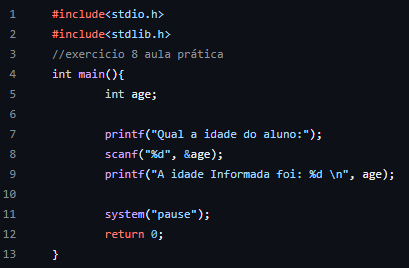 1 #include<stdio.h>
2 #include<stdlib.h>
3 //exercicio 8 aula prática
4 int main(){
5 int age;
6
7 printf("Qual a idade do aluno:");
8 scanf("%d", &age);
9 printf("A idade Informada foi: %d \n", age);
10
11 system("pause");
12 return 0;
13 }